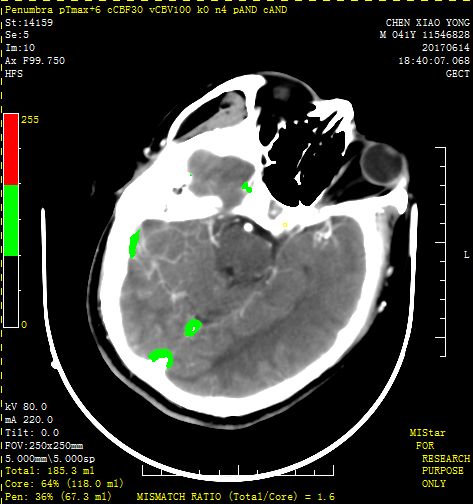 Penumbra pTmax+6 cCBF30 vCBV100 k0 n4 pAND cAND
St:14159
Se:5
Im:10
Ax F99.750
HFS
CHEN XIAO YONG
M 041Y 11546828
20170614
18:40:07.068
GECT
255
0
L
kV 80.0
mA 220.0
Tilt: 0.0
FOV:250x250mm
5.000mm\5.000sp
Total: 185.3 ml
Core: 64% (118.0 ml)
Pen: 36% (67.3 ml)
MIStar
FOR
RESEARCH
PURPOSE
ONLY
MISMATCH RATIO (Total/Core) = 1.6